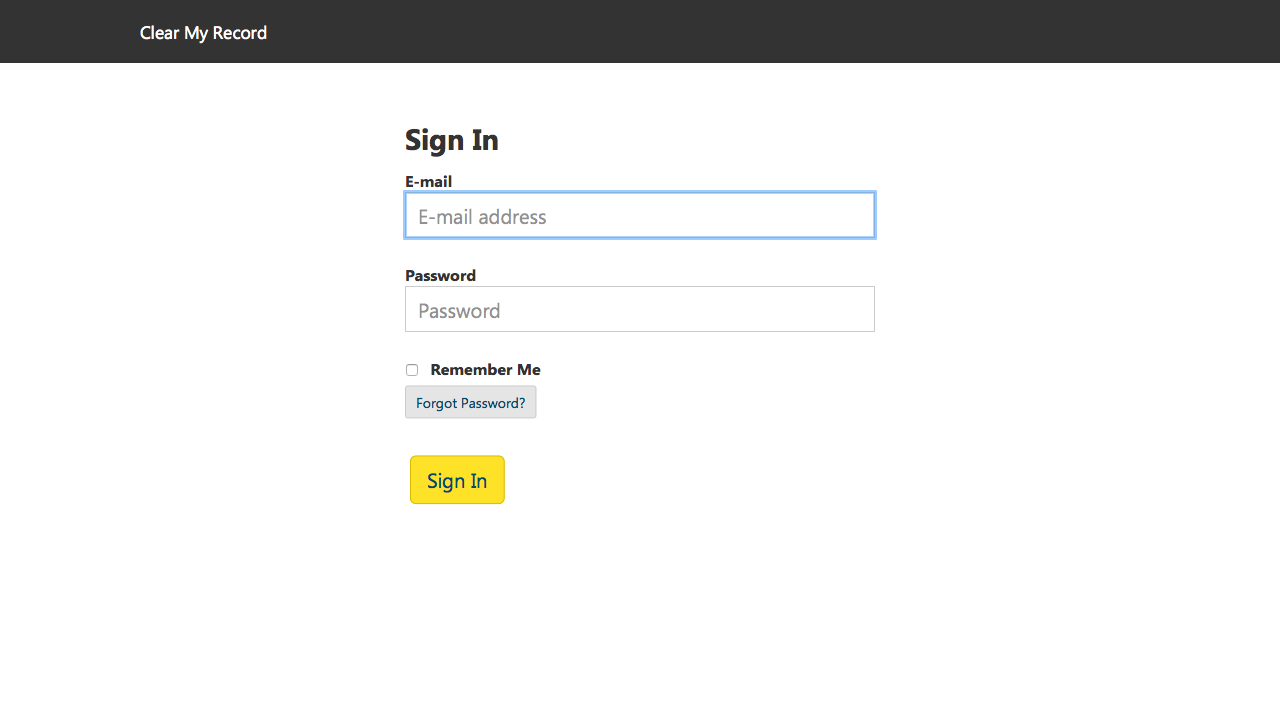 Clear My Record
Sign In
E-mail
E-mail address
Password
Password
Remember Me
Forgot Password?
Sign In